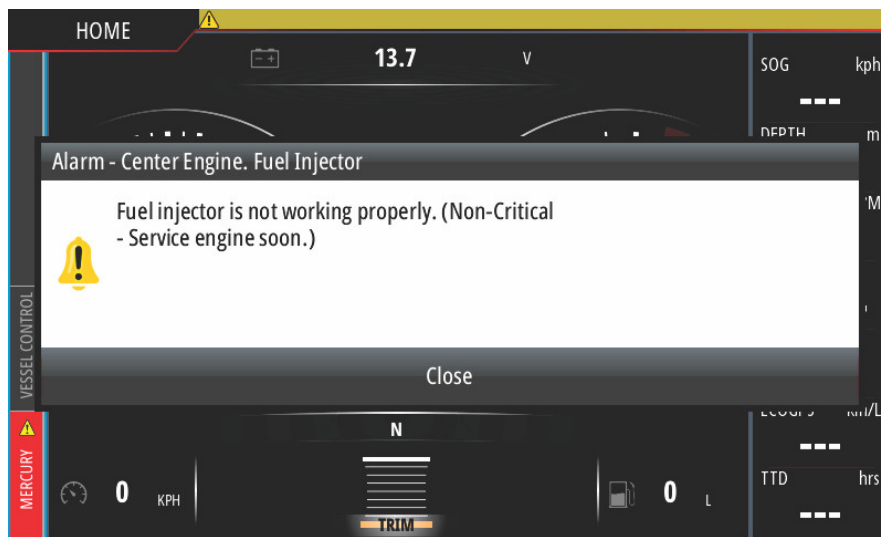 HOME
13.7 V
SOG kph
---
DEPTH m
Alarm - Center Engine. Fuel Injector
Fuel injector is not working properly. (Non-Critical
- Service engine soon.)
Close
VESSEL CONTROL
MERCURY
N
0 KPH
TRIM
0 L
---
TTD hrs
---